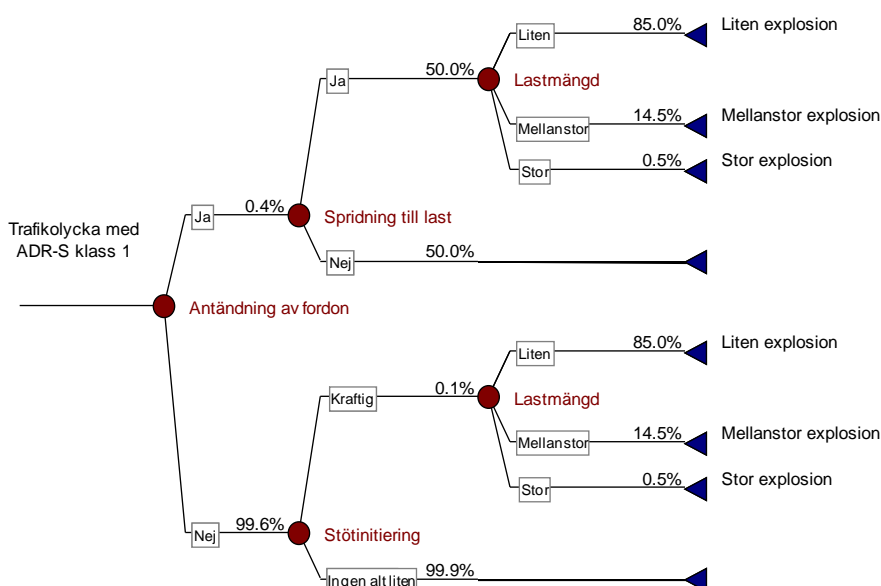 Liten
85.0%
Liten explosion
Ja
50.0%
Lastmängd
Mellanstor
14.5%
Mellanstor explosion
Stor
0.5%
Stor explosion
Ja
0.4%
Spridning till last
Trafikolycka med
ADR-S klass 1
Nej
50.0%
Antändning av fordon
Liten
85.0%
Liten explosion
Kraftig
0.1%
Lastmängd
Mellanstor
14.5%
Mellanstor explosion
Stor
0.5%
Stor explosion
Nej
99.6%
Stötinitiering
Ingen alt liten
99.9%